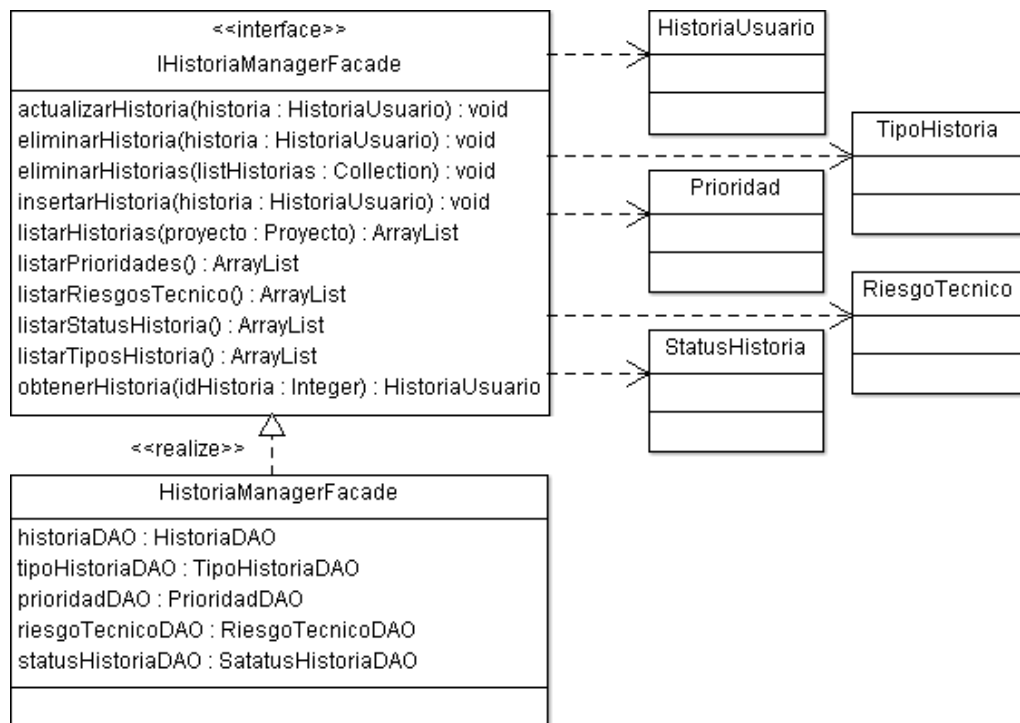 <<interface>>
IHistoriaManagerFacade
actualizarHistoria(historia : HistoriaUsuario) : void
eliminarHistoria(historia : HistoriaUsuario) : void
eliminarHistorias(listHistorias : Collection) : void
insertarHistoria(historia : HistoriaUsuario) : void
listarHistorias(proyecto : Proyecto) : ArrayList
listarPrioridades() : ArrayList
listarRiesgosTecnico() : ArrayList
listarStatusHistoria() : ArrayList
listarTiposHistoria() : ArrayList
obtenerHistoria(idHistoria : Integer) : HistoriaUsuario
HistoriaUsuario
TipoHistoria
Prioridad
RiesgoTecnico
StatusHistoria
<<realize>>
HistoriaManagerFacade
historiaDAO : HistoriaDAO
tipoHistoriaDAO : TipoHistoriaDAO
prioridadDAO : PrioridadDAO
riesgoTecnicoDAO : RiesgoTecnicoDAO
statusHistoriaDAO : SatatusHistoriaDAO